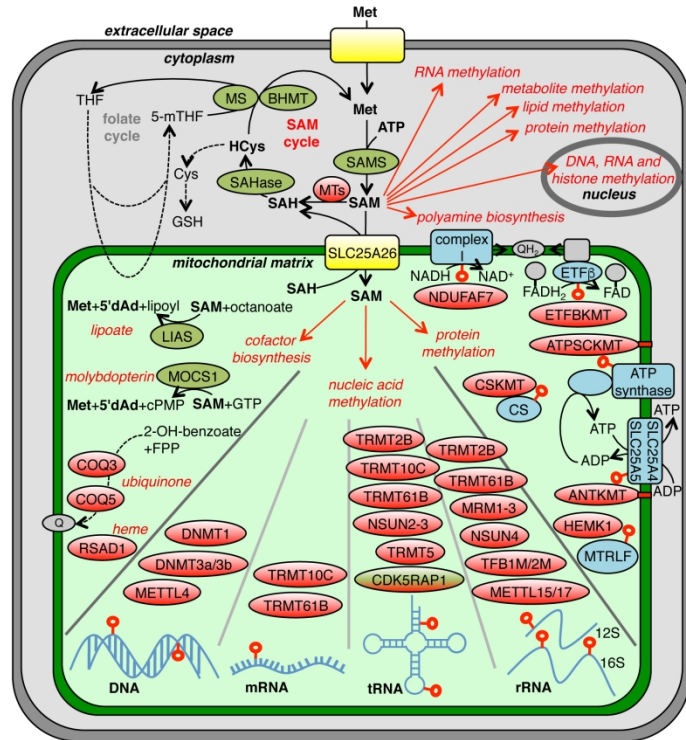 Met
extracellular space
cytoplasm
RNA methylation
metabolite methylation
lipid methylation
protein methylation
DNA, RNA and
histone methylation
nucleus
polyamine biosynthesis
THF
folate
cycle
5-mTHF
MS
BHMT
SAM
cycle
Met
ATP
HCys
Cys
GSH
SAHase
SAMS
MTs
SAH
SAM
SLC25A26
mitochondrial matrix
SAH
SAM
complex I
NADH
NAD⁺
NDUFAF7
QH₂
ETFβ
FADH₂
FAD
ETFBKMT
ATPSCKMT
ATP
synthase
ATP
ADP
SLC25A4
SLC25A5
ATP
ADP
ANTKMT
HEMK1
MTRLF
CSKMT
CS
Met+5'dAd+lipoyl
SAM+octanoate
lipoate
LIAS
molybdopterin
MOCS1
Met+5'dAd+cPMP
SAM+GTP
2-OH-benzoate
+FPP
COQ3
COQ5
ubiquinone
Q
heme
RSAD1
cofactor
biosynthesis
nucleic acid
methylation
protein
methylation
DNMT1
DNMT3a/3b
METTL4
DNA
TRMT10C
TRMT61B
mRNA
TRMT2B
TRMT10C
TRMT61B
NSUN2-3
TRMT5
CDK5RAP1
tRNA
TRMT2B
TRMT61B
MRM1-3
NSUN4
TFB1M/2M
METTL15/17
12S
16S
rRNA